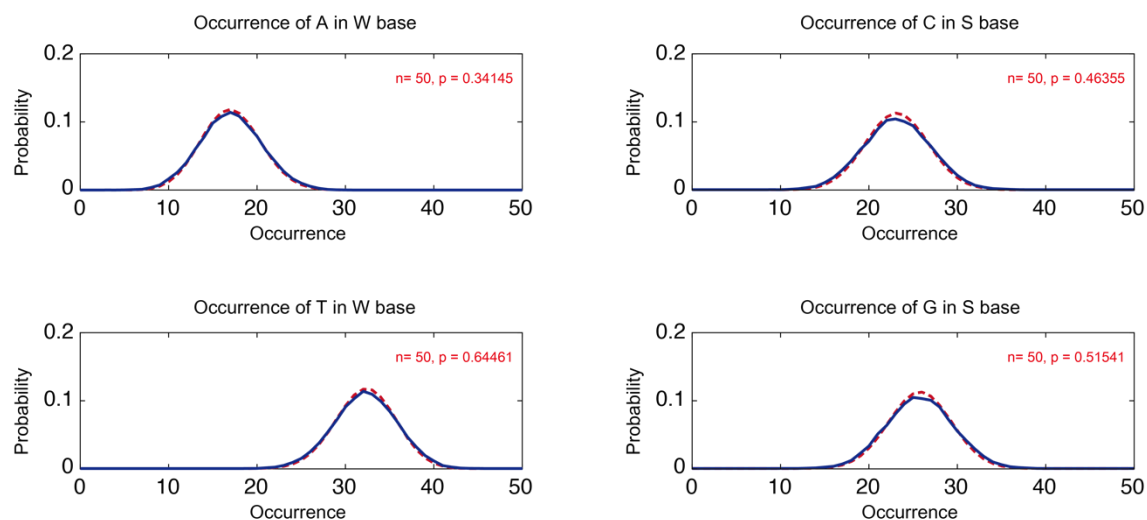 Occurrence of A in W base
0.2
0.1
0
Probability
n= 50, p = 0.34145
0 10 20 30 40 50
Occurrence
Occurrence of C in S base
0.2
0.1
0
Probability
n= 50, p = 0.46355
0 10 20 30 40 50
Occurrence
Occurrence of T in W base
0.2
0.1
0
Probability
n= 50, p = 0.64461
0 10 20 30 40 50
Occurrence
Occurrence of G in S base
0.2
0.1
0
Probability
n= 50, p = 0.51541
0 10 20 30 40 50
Occurrence